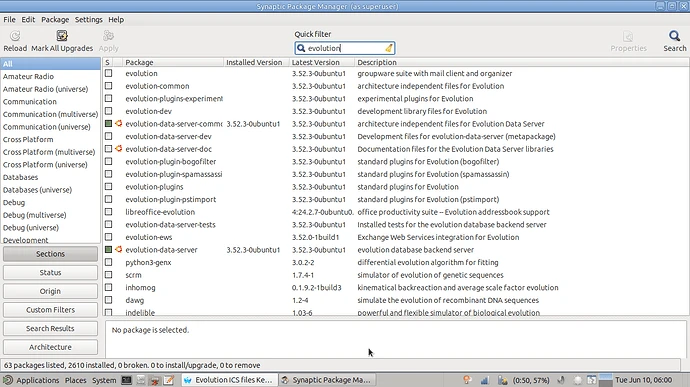 Synaptic Package Manager (as superuser)
File Edit Package Settings Help
Reload Mark All Upgrades Apply Quick filter Properties Search
evolution
All
Amateur Radio
Amateur Radio (universe)
Communication
Communication (multiverse)
Communication (universe)
Cross Platform
Cross Platform (multiverse)
Cross Platform (universe)
Databases
Databases (universe)
Debug
Debug (multiverse)
Debug (universe)
Development
Sections
Status
Origin
Custom Filters
Search Results
Architecture
S Package Installed Version Latest Version Description
evolution 3.52.3-0ubuntu1 groupware suite with mail client and organizer
evolution-common 3.52.3-0ubuntu1 architecture independent files for Evolution
evolution-plugins-experiment 3.52.3-0ubuntu1 experimental plugins for Evolution
evolution-dev 3.52.3-0ubuntu1 development library files for Evolution
evolution-data-server-commo 3.52.3-0ubuntu1 3.52.3-0ubuntu1 architecture independent files for Evolution Data Server
evolution-data-server-dev 3.52.3-0ubuntu1 Development files for evolution-data-server (metapackage)
evolution-data-server-doc 3.52.3-0ubuntu1 Documentation files for the Evolution Data Server libraries
evolution-plugin-bogofilter 3.52.3-0ubuntu1 standard plugins for Evolution (bogofilter)
evolution-plugin-spamassassi 3.52.3-0ubuntu1 standard plugins for Evolution (spamassassin)
evolution-plugins 3.52.3-0ubuntu1 standard plugins for Evolution
evolution-plugin-pstimport 3.52.3-0ubuntu1 standard plugins for Evolution (pstimport)
libreoffice-evolution 4:24.2.7-0ubuntu0. office productivity suite – Evolution addressbook support
evolution-data-server-tests 3.52.3-0ubuntu1 Installed tests for the evolution database backend server
evolution-ews 3.52.0-1build1 Exchange Web Services integration for Evolution
evolution-data-server 3.52.3-0ubuntu1 3.52.3-0ubuntu1 evolution database backend server
python3-genx 3.0.2-2 differential evolution algorithm for fitting
scrm 1.7.4-1 simulator of evolution of genetic sequences
inhomog 0.1.9.2-1build3 kinematical backreaction and average scale factor evolution
dawg 1.2-4 simulate the evolution of recombinant DNA sequences
indelible 1.03-6 powerful and flexible simulator of biological evolution
No package is selected.
63 packages listed, 2610 installed, 0 broken. 0 to install/upgrade, 0 to remove
Applications Places System Evolution ICS files Ke... Synaptic Package Ma... (0:50, 57%) Tue Jun 10, 06:00